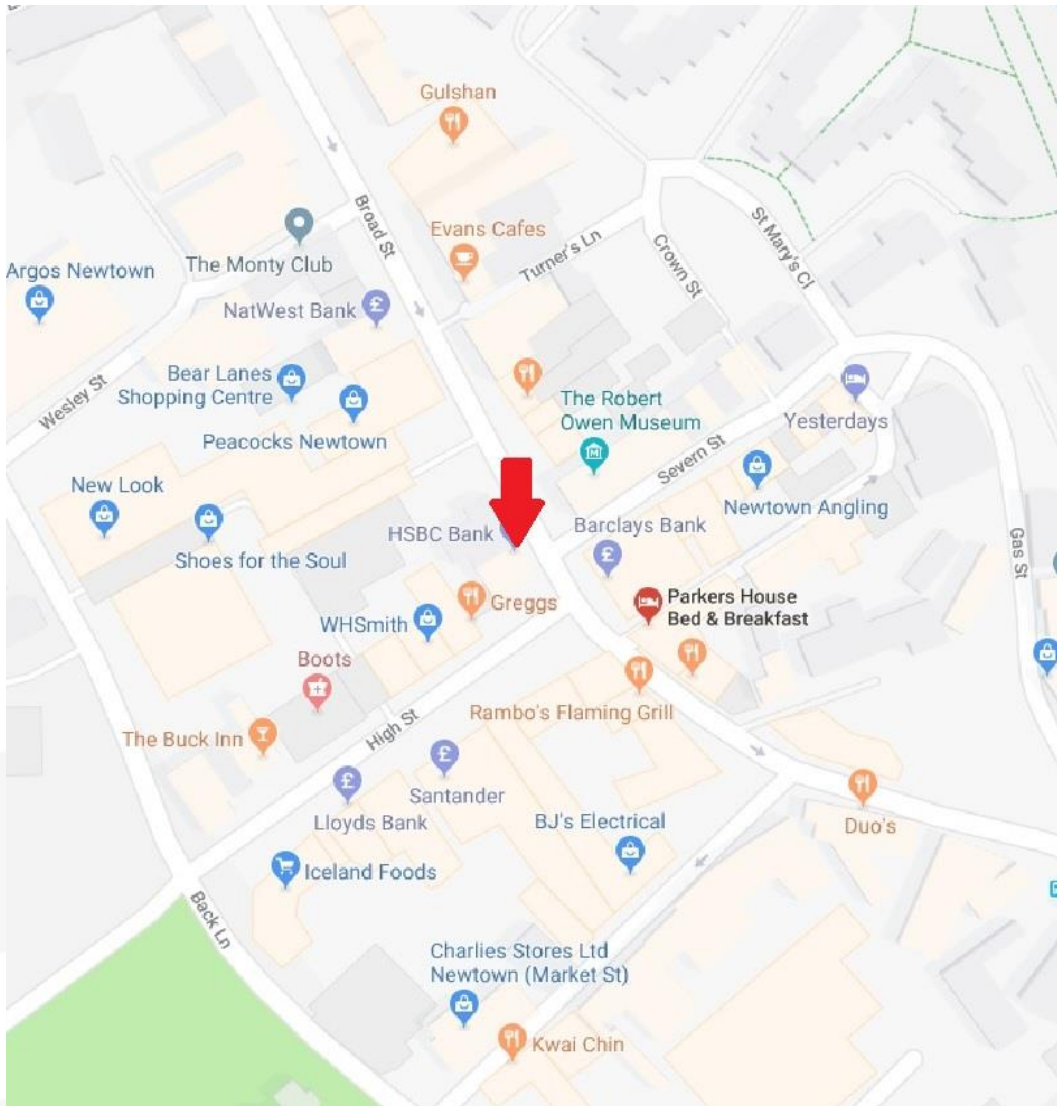 Gulshan
Broad St
Evans Cafes
Turner's Ln
Crown St
St Mary's Cl
The Monty Club
Argos Newtown
NatWest Bank
Bear Lanes
Shopping Centre
Wesley St
Peacocks Newtown
The Robert
Owen Museum
Yesterdays
Severn St
New Look
Newtown Angling
HSBC Bank
Barclays Bank
Shoes for the Soul
Gas St
Greggs
Parkers House
Bed & Breakfast
WHSmith
Boots
Rambo's Flaming Grill
High St
The Buck Inn
Santander
Lloyds Bank
BJ's Electrical
Duo's
Iceland Foods
Back Ln
Charlies Stores Ltd
Newtown (Market St)
Kwai Chin